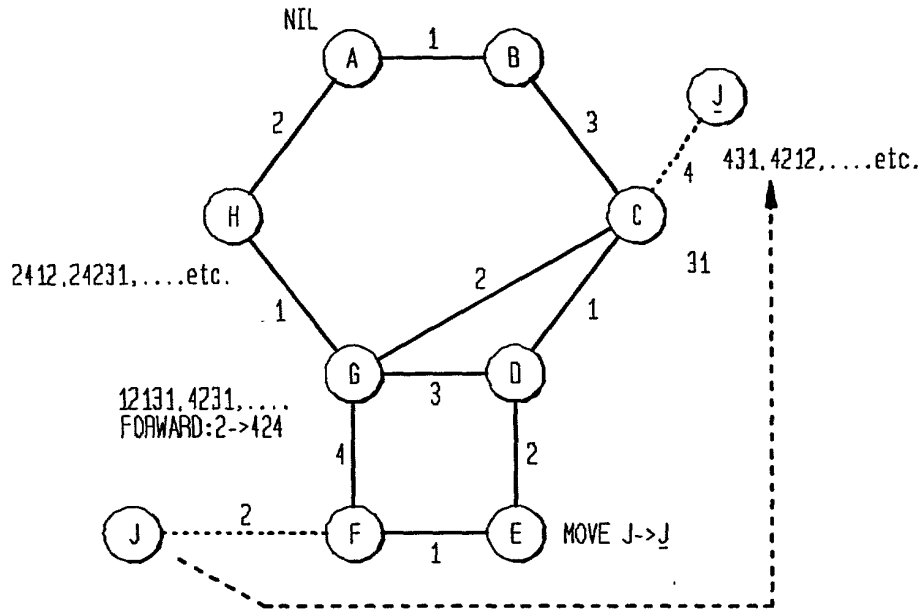 NIL
A
1
B
J
2
3
4
431,4212,....etc.
H
C
31
2412,24231,....etc.
2
1
1
G
3
D
12131,4231,....
FORWARD:2->424
4
2
J
2
F
1
E
MOVE J->J